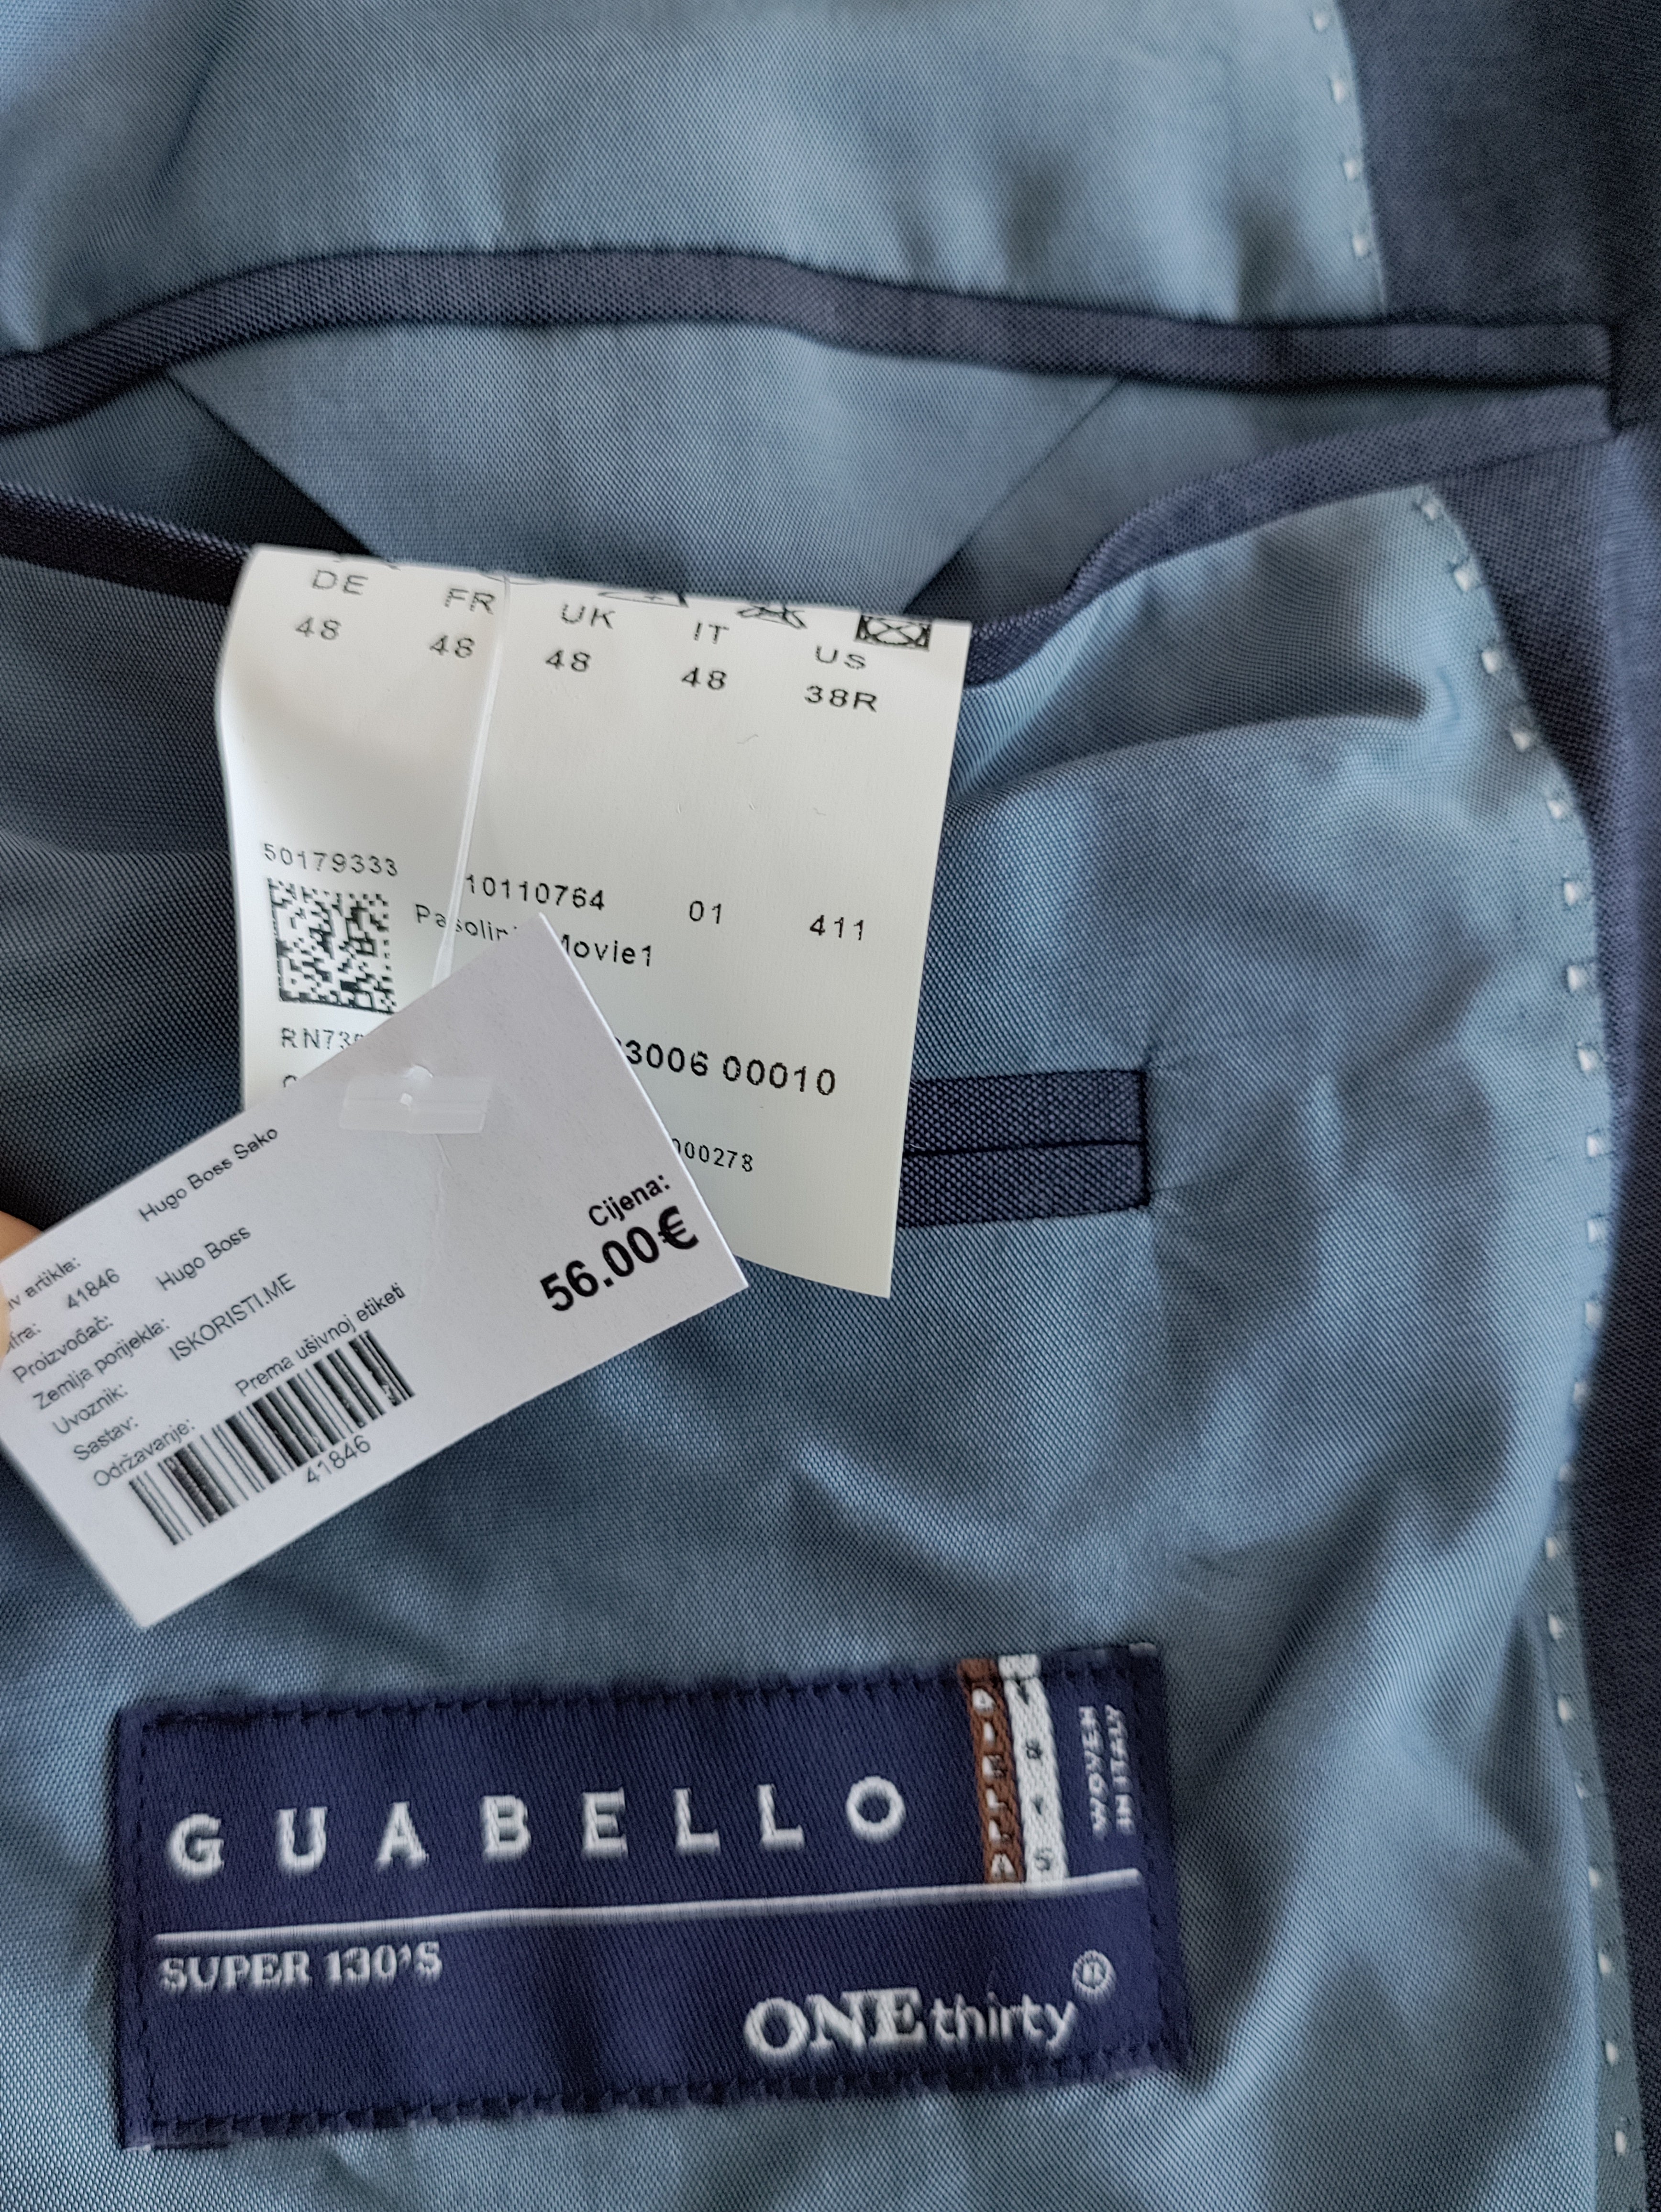 DE FR UK IT US
48 48 48 48 38R
50179333
10110764 01 411
Movie1
3006 00010
000278
Hugo Boss Sako
artikla:
41846
Proizvođač: Hugo Boss
Zemlja porijekla:
Uvoznik: ISKORISTI.ME
Sastav:
Održavanje: Prema ušivnoj etiketi
41846
Cijena:
56.00€
GUABELLO
BIELLA
WOVEN
IN ITALY
SUPER 130'S
ONEthirty®